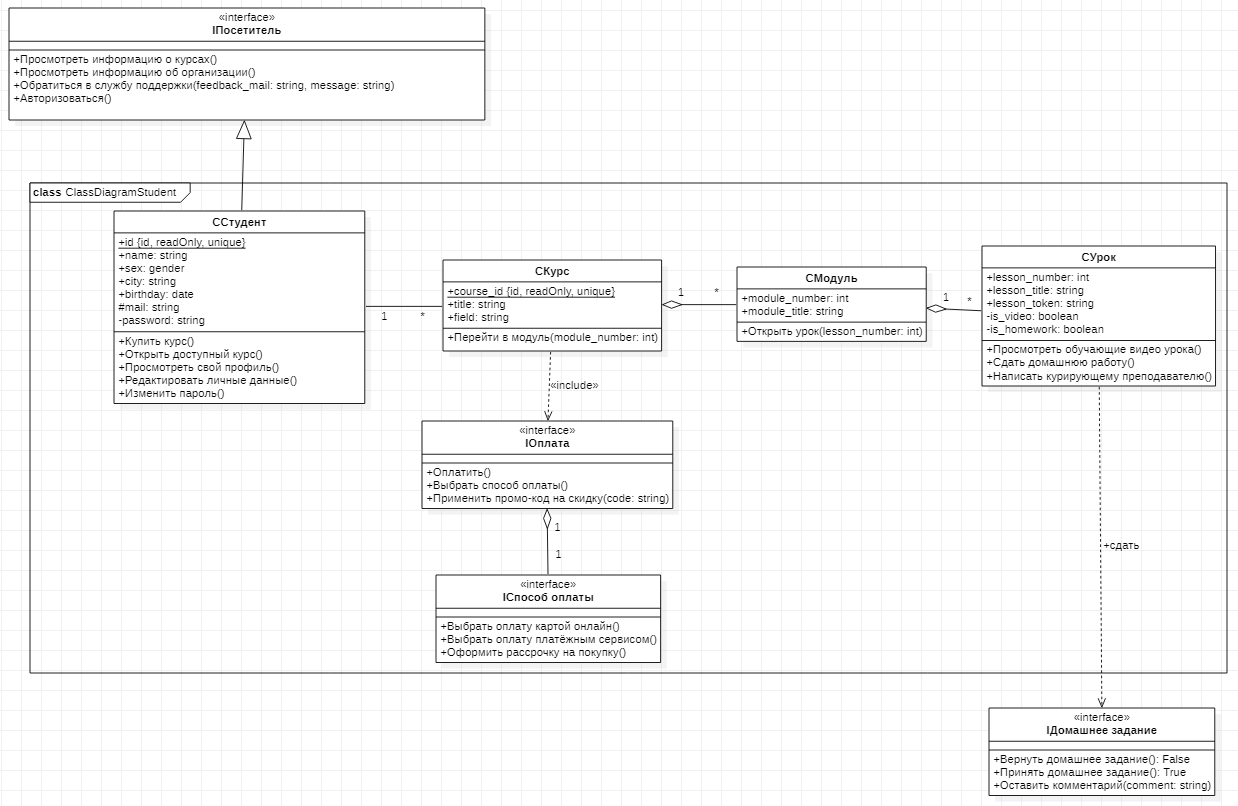 «interface»
IПосетитель
+Просмотреть информацию о курсах()
+Просмотреть информацию об организации()
+Обратиться в службу поддержки(feedback_mail: string, message: string)
+Авторизоваться()
class ClassDiagramStudent
CСтудент
+id {id, readOnly, unique}
+name: string
+sex: gender
+city: string
+birthday: date
#mail: string
-password: string
+Купить курс()
+Открыть доступный курс()
+Просмотреть свой профиль()
+Редактировать личные данные()
+Изменить пароль()
1
*
CКурс
+course_id {id, readOnly, unique}
+title: string
+field: string
+Перейти в модуль(module_number: int)
1
*
CМодуль
+module_number: int
+module_title: string
+Открыть урок(lesson_number: int)
1
*
CУрок
+lesson_number: int
+lesson_title: string
+lesson_token: string
-is_video: boolean
-is_homework: boolean
+Просмотреть обучающие видео урока()
+Сдать домашнюю работу()
+Написать курирующему преподавателю()
«include»
«interface»
IОплата
+Оплатить()
+Выбрать способ оплаты()
+Применить промо-код на скидку(code: string)
1
1
«interface»
IСпособ оплаты
+Выбрать оплату картой онлайн()
+Выбрать оплату платёжным сервисом()
+Оформить рассрочку на покупку()
+сдать
«interface»
IДомашнее задание
+Вернуть домашнее задание(): False
+Принять домашнее задание(): True
+Оставить комментарий(comment: string)